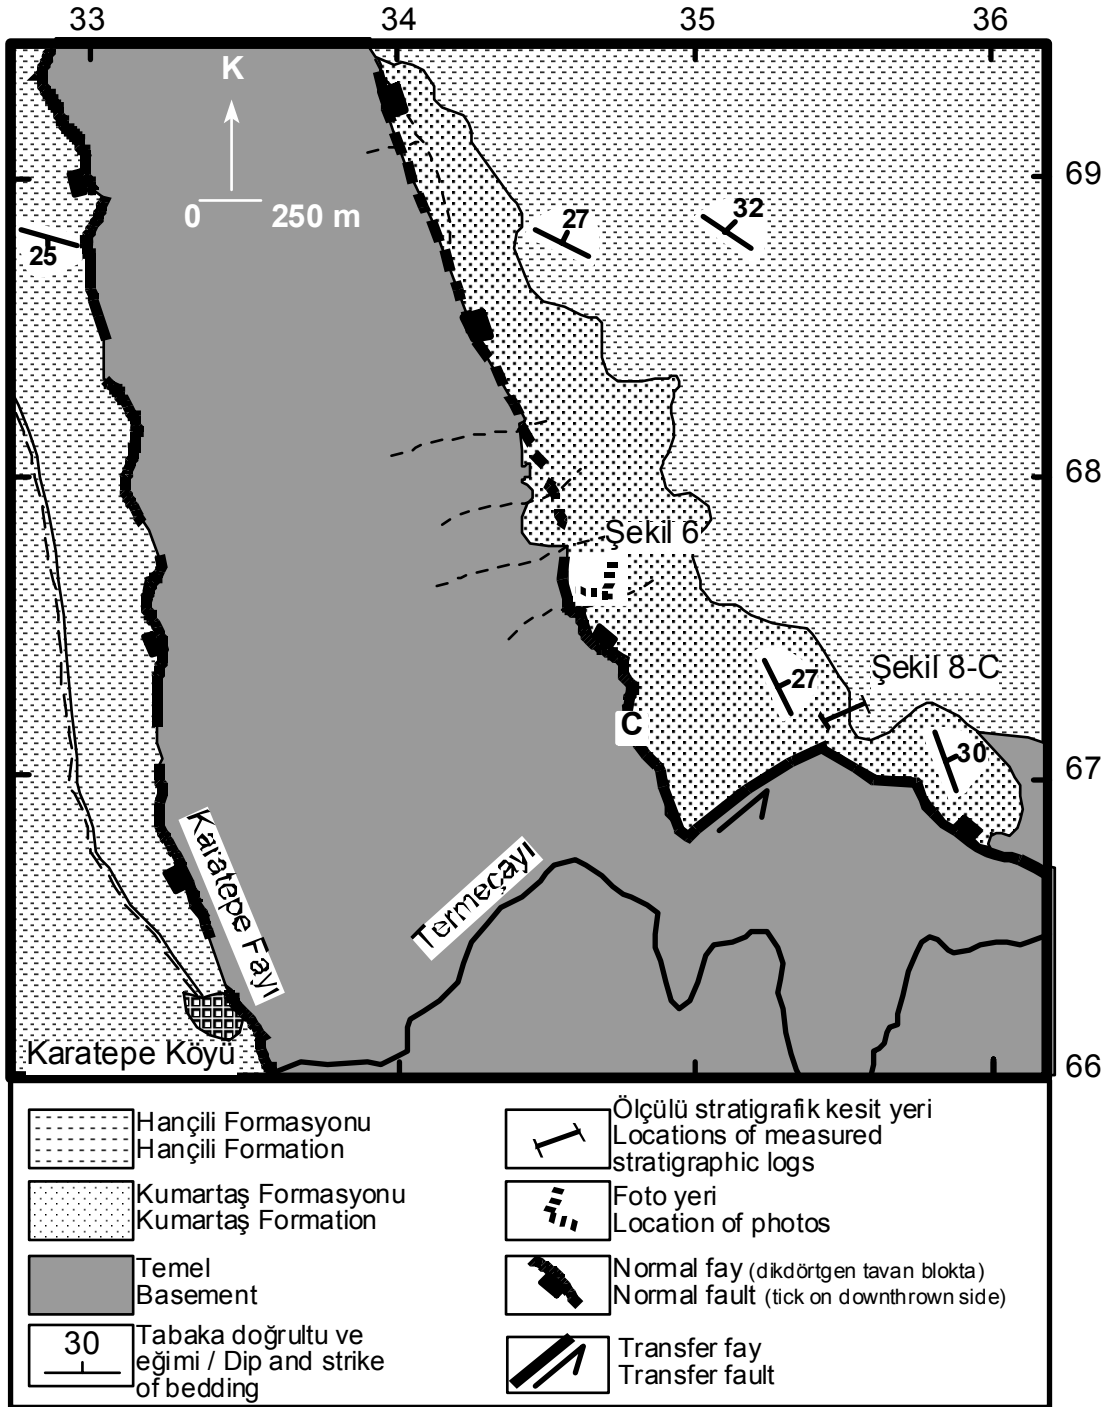 33 34 35 36
K
0 250 m
69
32
27
25
68
Şekil 6
27
Şekil 8-C
C
30
67
Karatepe Fayı
Termeçayı
Karatepe Köyü
66
Hançili Formasyonu
Hançili Formation
Kumartaş Formasyonu
Kumartaş Formation
Temel
Basement
30
Tabaka doğrultu ve
eğimi / Dip and strike
of bedding
Ölçülü stratigrafik kesit yeri
Locations of measured
stratigraphic logs
Foto yeri
Location of photos
Normal fay (dikdörtgen tavan blokta)
Normal fault (tick on downthrown side)
Transfer fay
Transfer fault